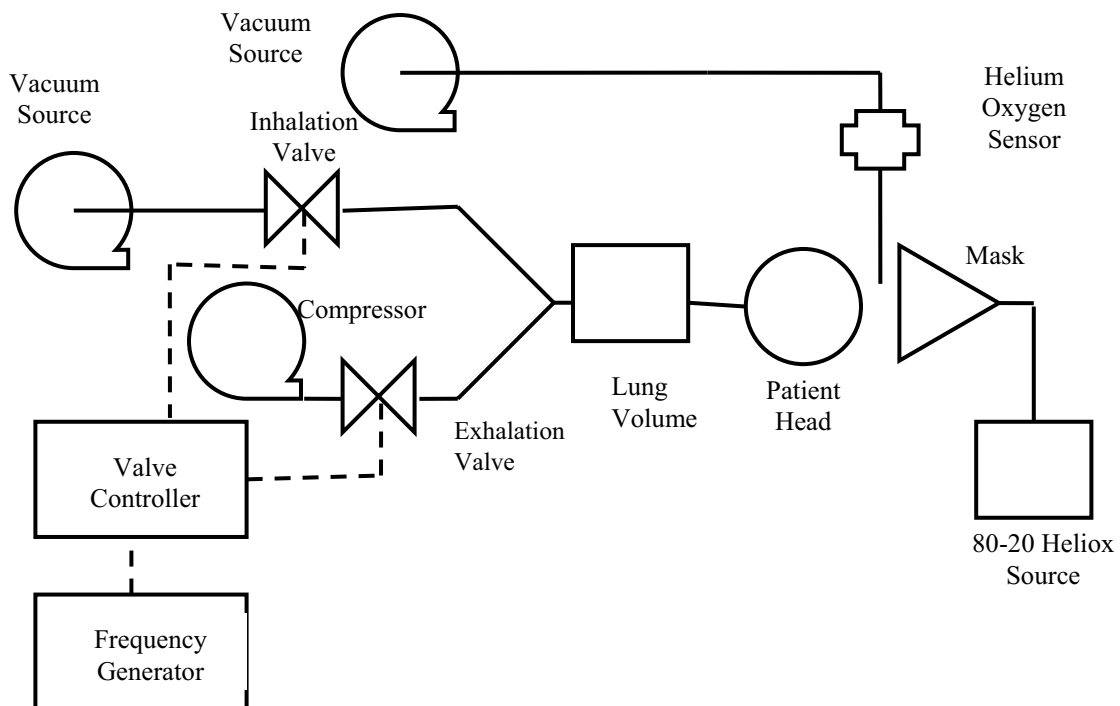 Vacuum
Source
Vacuum
Source
Helium
Oxygen
Sensor
Inhalation
Valve
Mask
Compressor
Lung
Volume
Patient
Head
Exhalation
Valve
Valve
Controller
80-20 Heliox
Source
Frequency
Generator